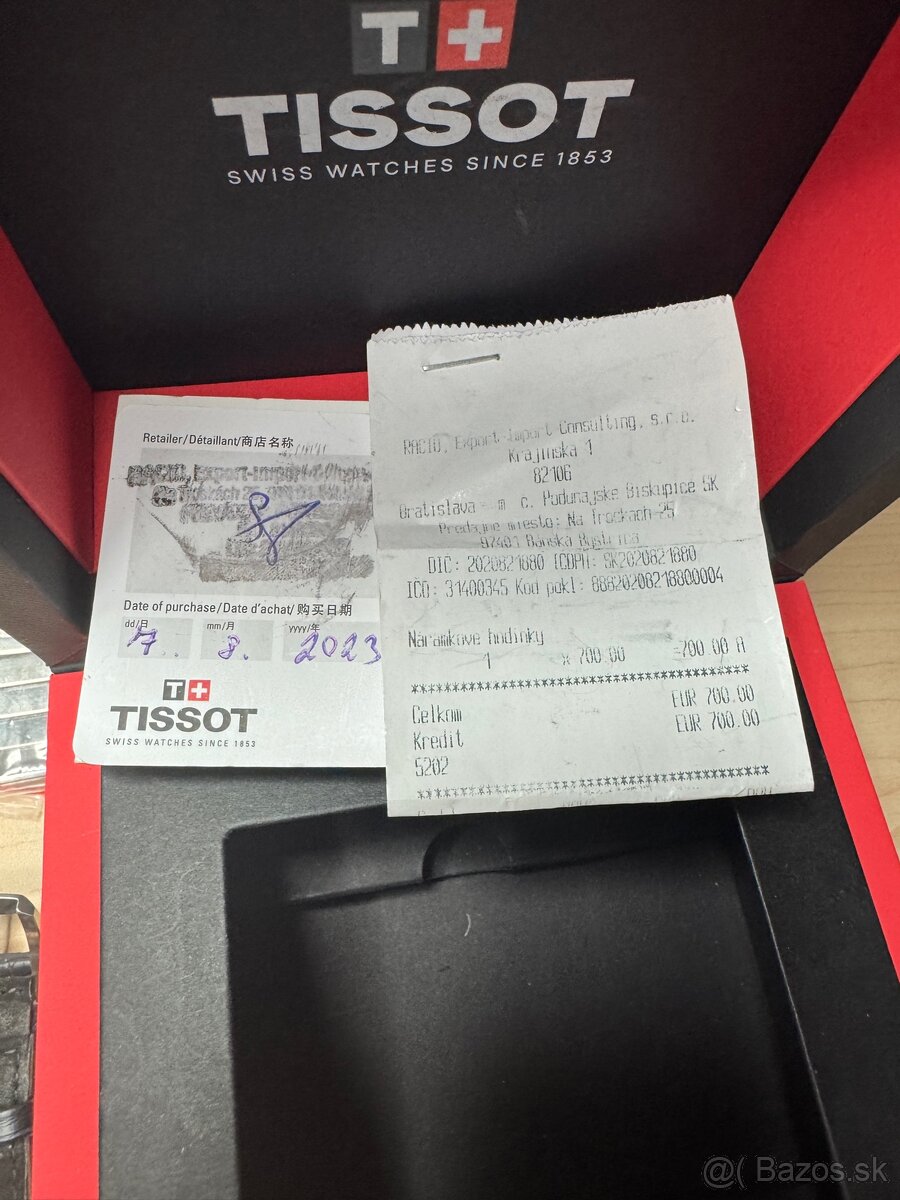 T+
TISSOT
SWISS WATCHES SINCE 1853
Retailer/Détaillant/商店名称
Date of purchase/Date d'achat/购买日期
dd/日 mm/月 yyyy/年
7. 8. 2023
T+
TISSOT
SWISS WATCHES SINCE 1853
RACIO, Export-Import Consulting, s.r.o.
Krajinska 1
82106
Bratislava - m c. Podunajske Biskupice SK
Predajne miesto: Na Troskach 25
97401 Banska Bystrica
DIC: 2020821880 ICDPH: SK2020821880
ICO: 31400345 Kod pokl: 88820208218800004
Náramkove hodinky
1 x 700.00 =700.00 A
****************************************
Celkom EUR 700.00
Kredit EUR 700.00
5202
****************************************
@( Bazos.sk